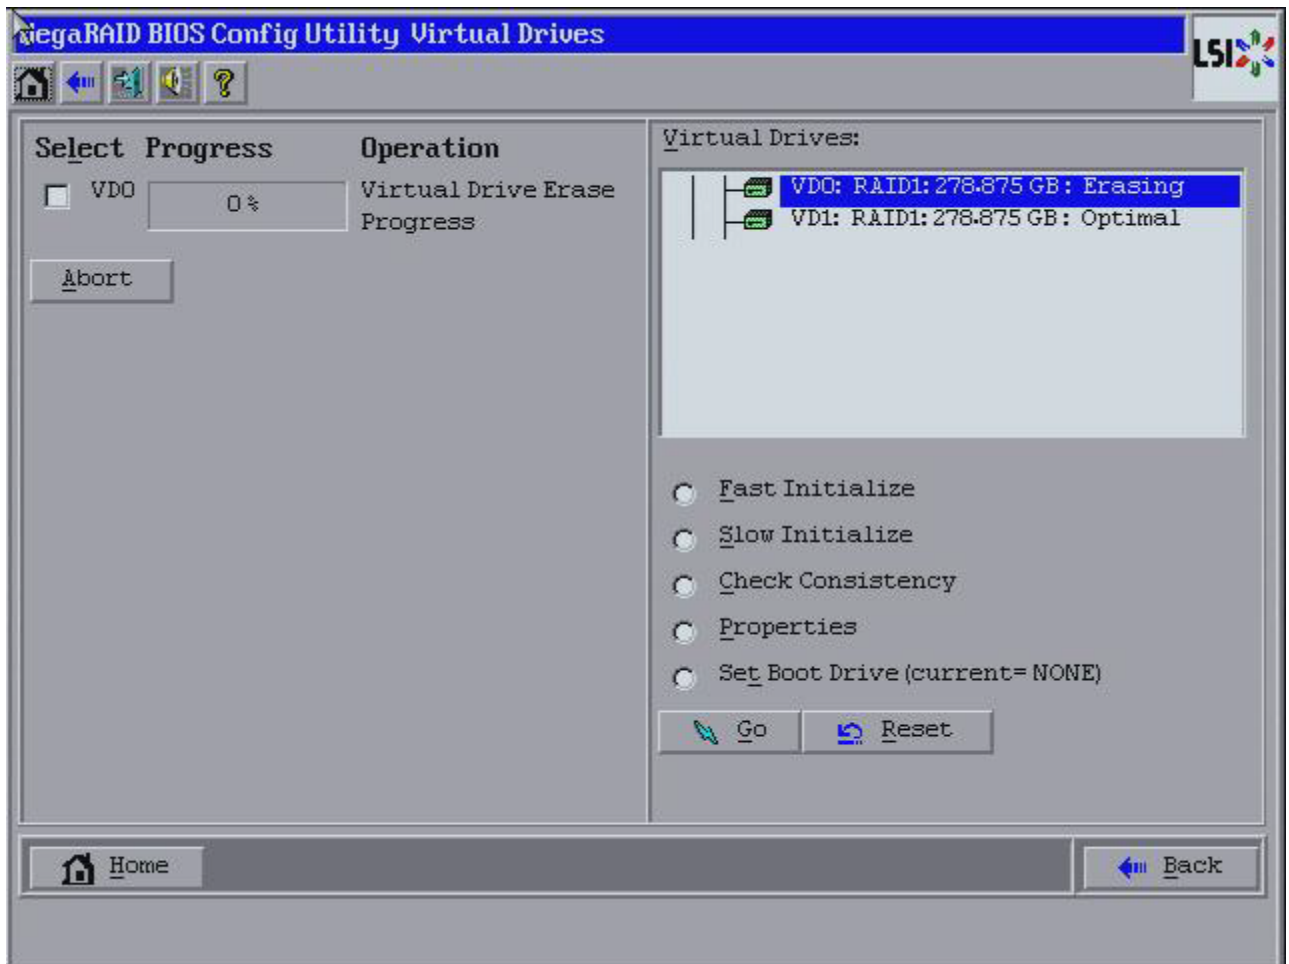 MegaRAID BIOS Config Utility Virtual Drives
LSI
Select Progress Operation
VD0 0% Virtual Drive Erase
Progress
Abort
Virtual Drives:
VD0: RAID1: 278.875 GB: Erasing
VD1: RAID1: 278.875 GB: Optimal
Fast Initialize
Slow Initialize
Check Consistency
Properties
Set Boot Drive (current= NONE)
Go Reset
Home
Back